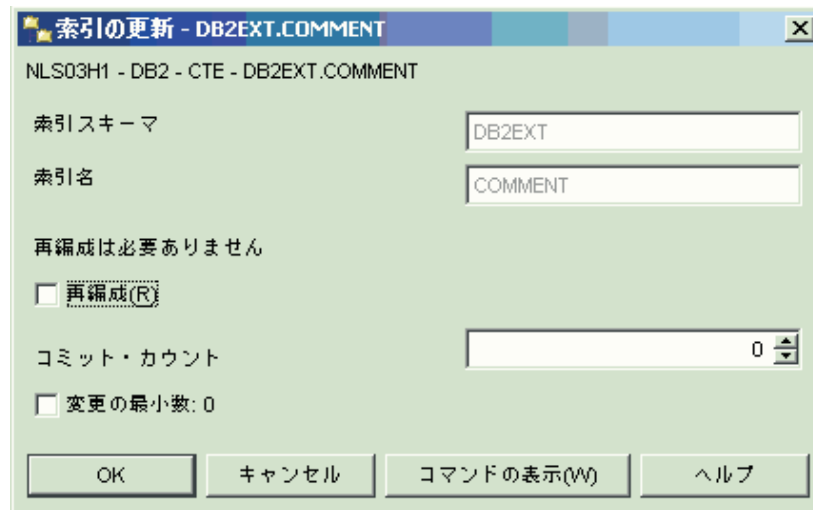 索引の更新 - DB2EXT.COMMENT
NLS03H1 - DB2 - CTE - DB2EXT.COMMENT
索引スキーマ DB2EXT
索引名 COMMENT
再編成は必要ありません
再編成(R)
コミット・カウント 0
変更の最小数: 0
OK キャンセル コマンドの表示(W) ヘルプ